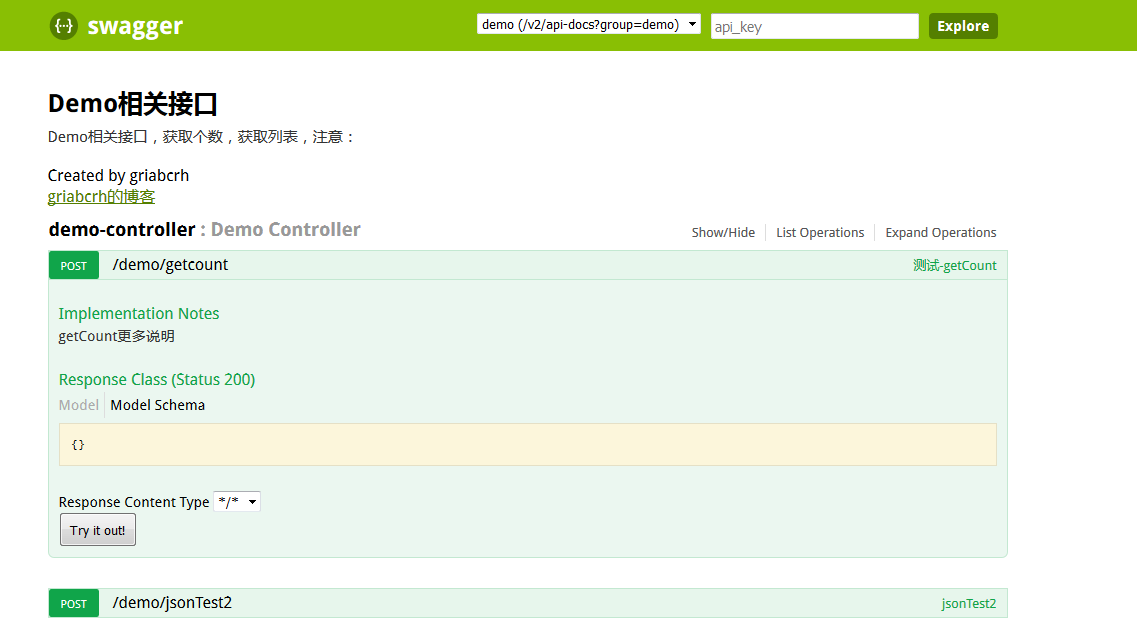 swagger
demo (/v2/api-docs?group=demo)
api_key
Explore
Demo相关接口
Demo相关接口，获取个数，获取列表，注意：
Created by griabcrh
griabcrh的博客
demo-controller : Demo Controller
Show/Hide
List Operations
Expand Operations
POST /demo/getcount
测试-getCount
Implementation Notes
getCount更多说明
Response Class (Status 200)
Model
Model Schema
{}
Response Content Type */*
Try it out!
POST /demo/jsonTest2
jsonTest2